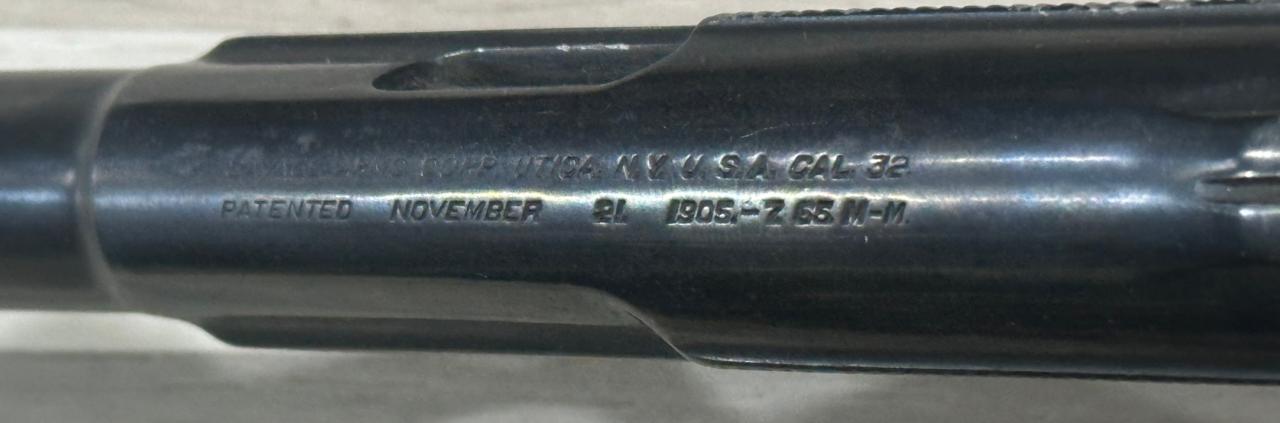 CORP. UTICA. N.Y. U.S.A. CAL. 32
PATENTED NOVEMBER 21. 1905.-7.65 M-M.